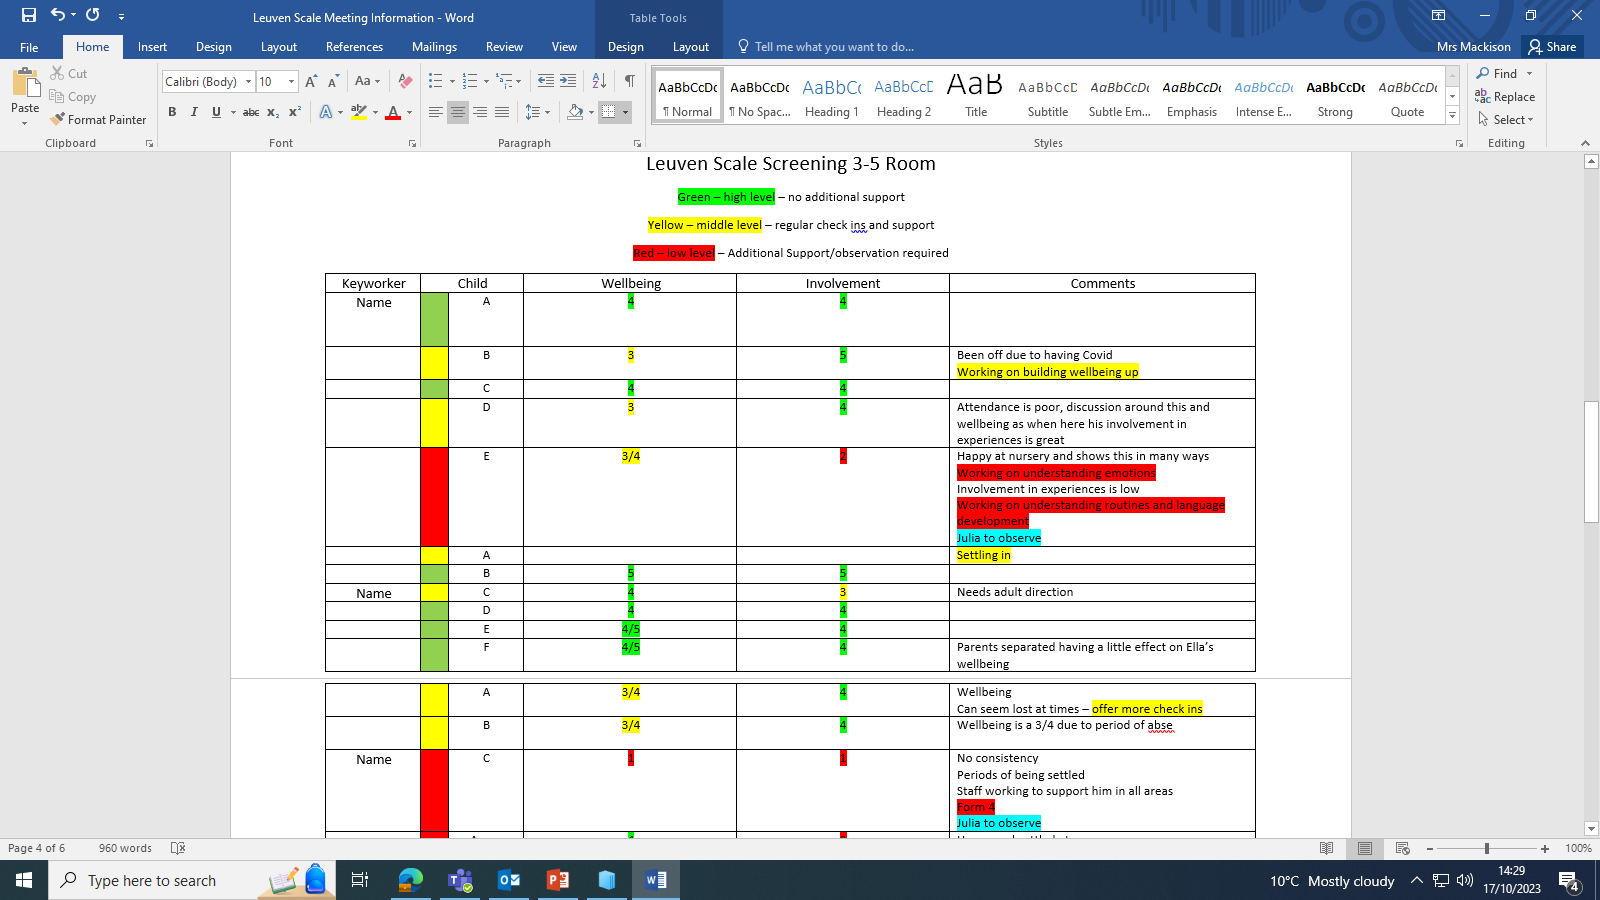 Leuven Scale Meeting Information - Word
Table Tools
File Home Insert Design Layout References Mailings Review View Design Layout Tell me what you want to do... Mrs Mackison Share
Paste
Cut
Copy
Format Painter
Clipboard
Calibri (Body) 10
Font
Paragraph
AaBbCcDc AaBbCcDc AaBbCc AaBbCcD AaB AaBbCcD AaBbCcDc AaBbCcDc AaBbCcDc AaBbCcDc AaBbCcDc
¶ Normal ¶ No Spac... Heading 1 Heading 2 Title Subtitle Subtle Em... Emphasis Intense E... Strong Quote
Styles
Find
Replace
Select
Editing
Leuven Scale Screening 3-5 Room
Green – high level – no additional support
Yellow – middle level – regular check ins and support
Red – low level – Additional Support/observation required
Keyworker Child Wellbeing Involvement Comments
Name A 4 4
B 3 5 Been off due to having Covid
Working on building wellbeing up
C 4 4
D 3 4 Attendance is poor, discussion around this and
wellbeing as when here his involvement in
experiences is great
E 3/4 2 Happy at nursery and shows this in many ways
Working on understanding emotions
Involvement in experiences is low
Working on understanding routines and language
development
Julia to observe
A Settling in
B 5 5
Name C 4 3 Needs adult direction
D 4 4
E 4/5 4
F 4/5 4 Parents separated having a little effect on Ella's
wellbeing
A 3/4 4 Wellbeing
Can seem lost at times – offer more check ins
B 3/4 4 Wellbeing is a 3/4 due to period of abse
Name C 1 1 No consistency
Periods of being settled
Staff working to support him in all areas
Form 4
Julia to observe
Page 4 of 6 960 words 100%
Type here to search
10°C Mostly cloudy
14:29
17/10/2023
4